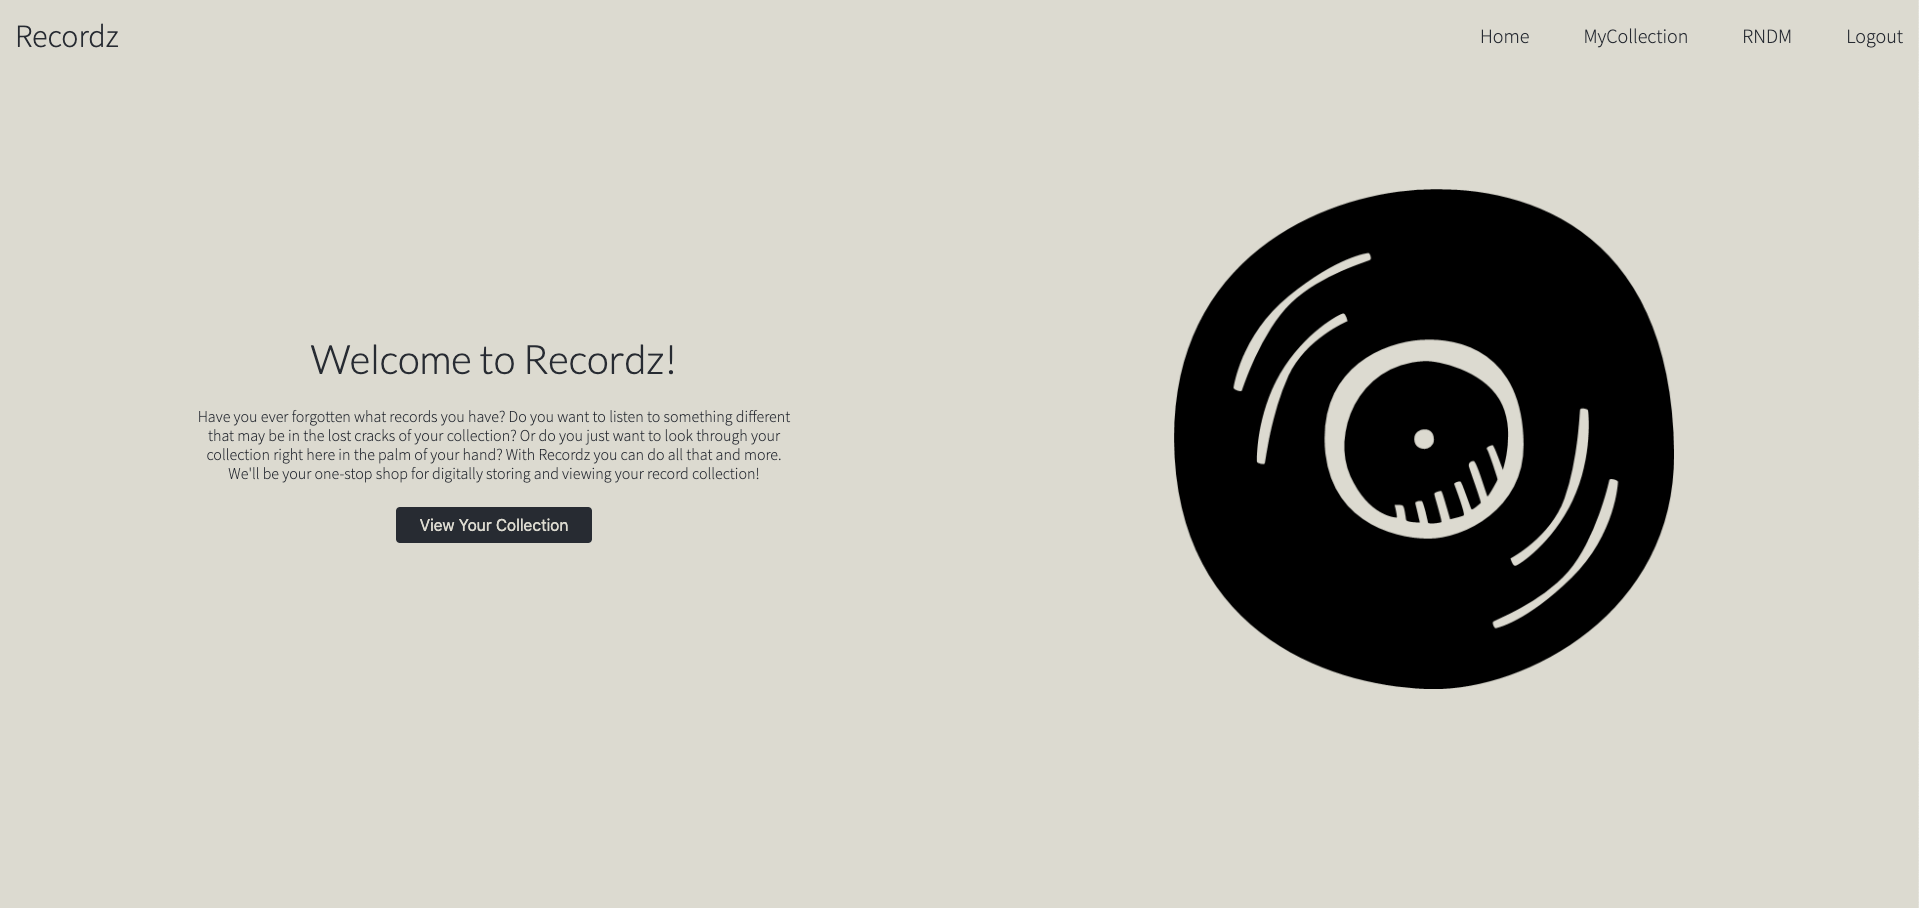 Recordz
Home MyCollection RNDM Logout
Welcome to Recordz!
Have you ever forgotten what records you have? Do you want to listen to something different
that may be in the lost cracks of your collection? Or do you just want to look through your
collection right here in the palm of your hand? With Recordz you can do all that and more.
We'll be your one-stop shop for digitally storing and viewing your record collection!
View Your Collection